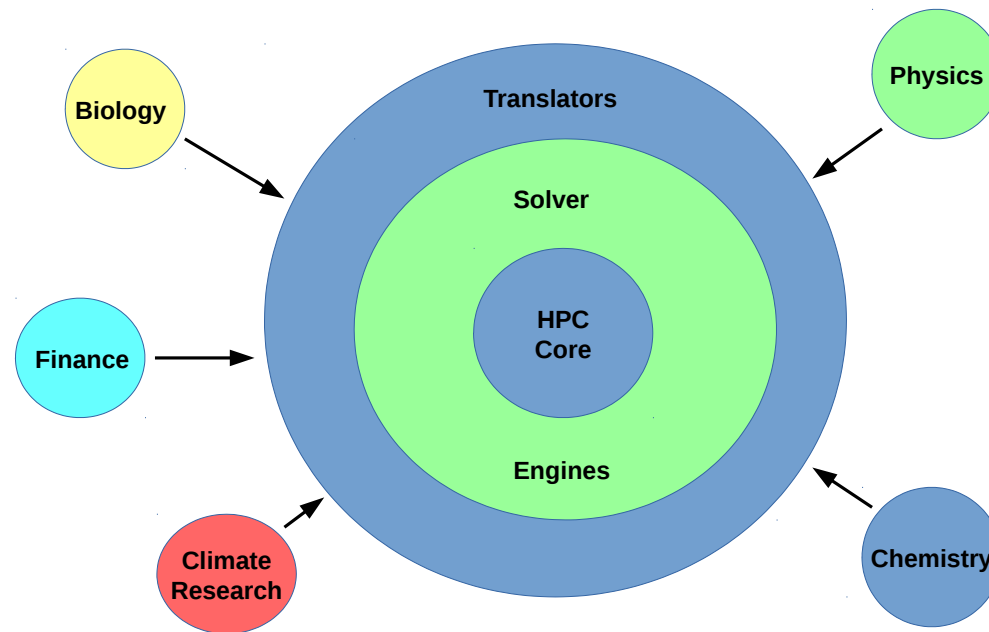 Physics
Translators
Biology
Solver
HPC
Core
Finance
Engines
Climate
Research
Chemistry